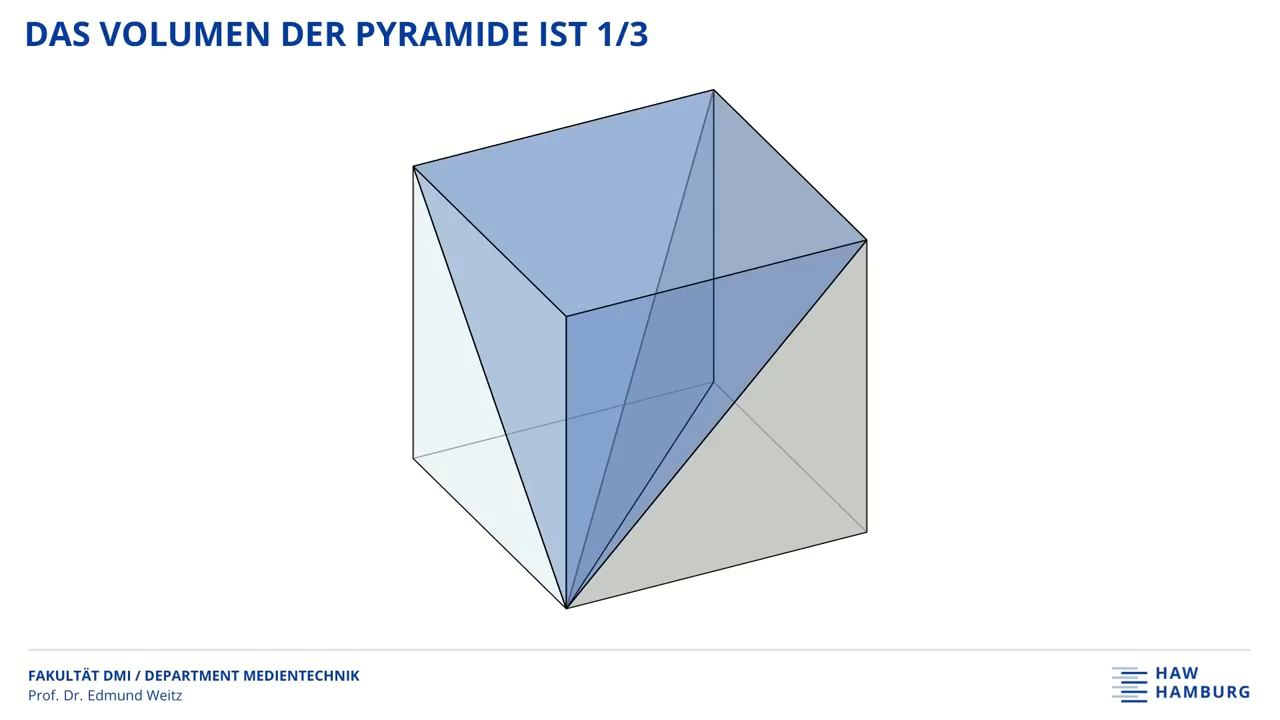 DAS VOLUMEN DER PYRAMIDE IST 1/3
FAKULTÄT DMI / DEPARTMENT MEDIENTECHNIK
Prof. Dr. Edmund Weitz
HAW
HAMBURG